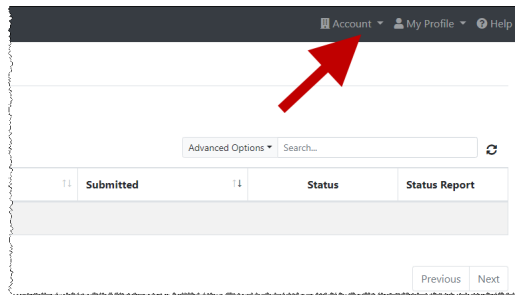 Account My Profile Help
Advanced Options Search...
Submitted Status Status Report
Previous Next